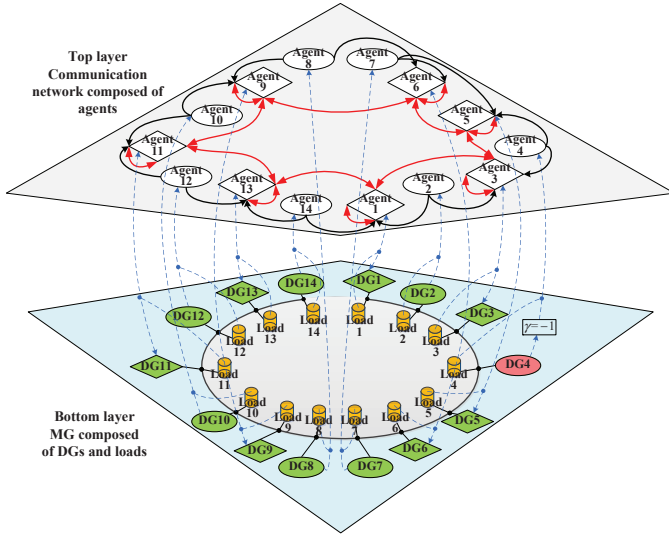 Top layer
Communication
network composed of
agents
Agent
8
Agent
7
Agent
9
Agent
6
Agent
10
Agent
5
Agent
11
Agent
4
Agent
12
Agent
13
Agent
14
Agent
1
Agent
2
Agent
3
DG14
DG1
DG13
DG2
DG12
DG3
Load
14
Load
1
Load
13
Load
2
Load
12
Load
3
γ=−1
DG11
Load
11
Load
4
DG4
Load
10
Load
5
Load
9
Load
8
Load
7
Load
6
Bottom layer
MG composed
of DGs and loads
DG10
DG5
DG9
DG6
DG8
DG7